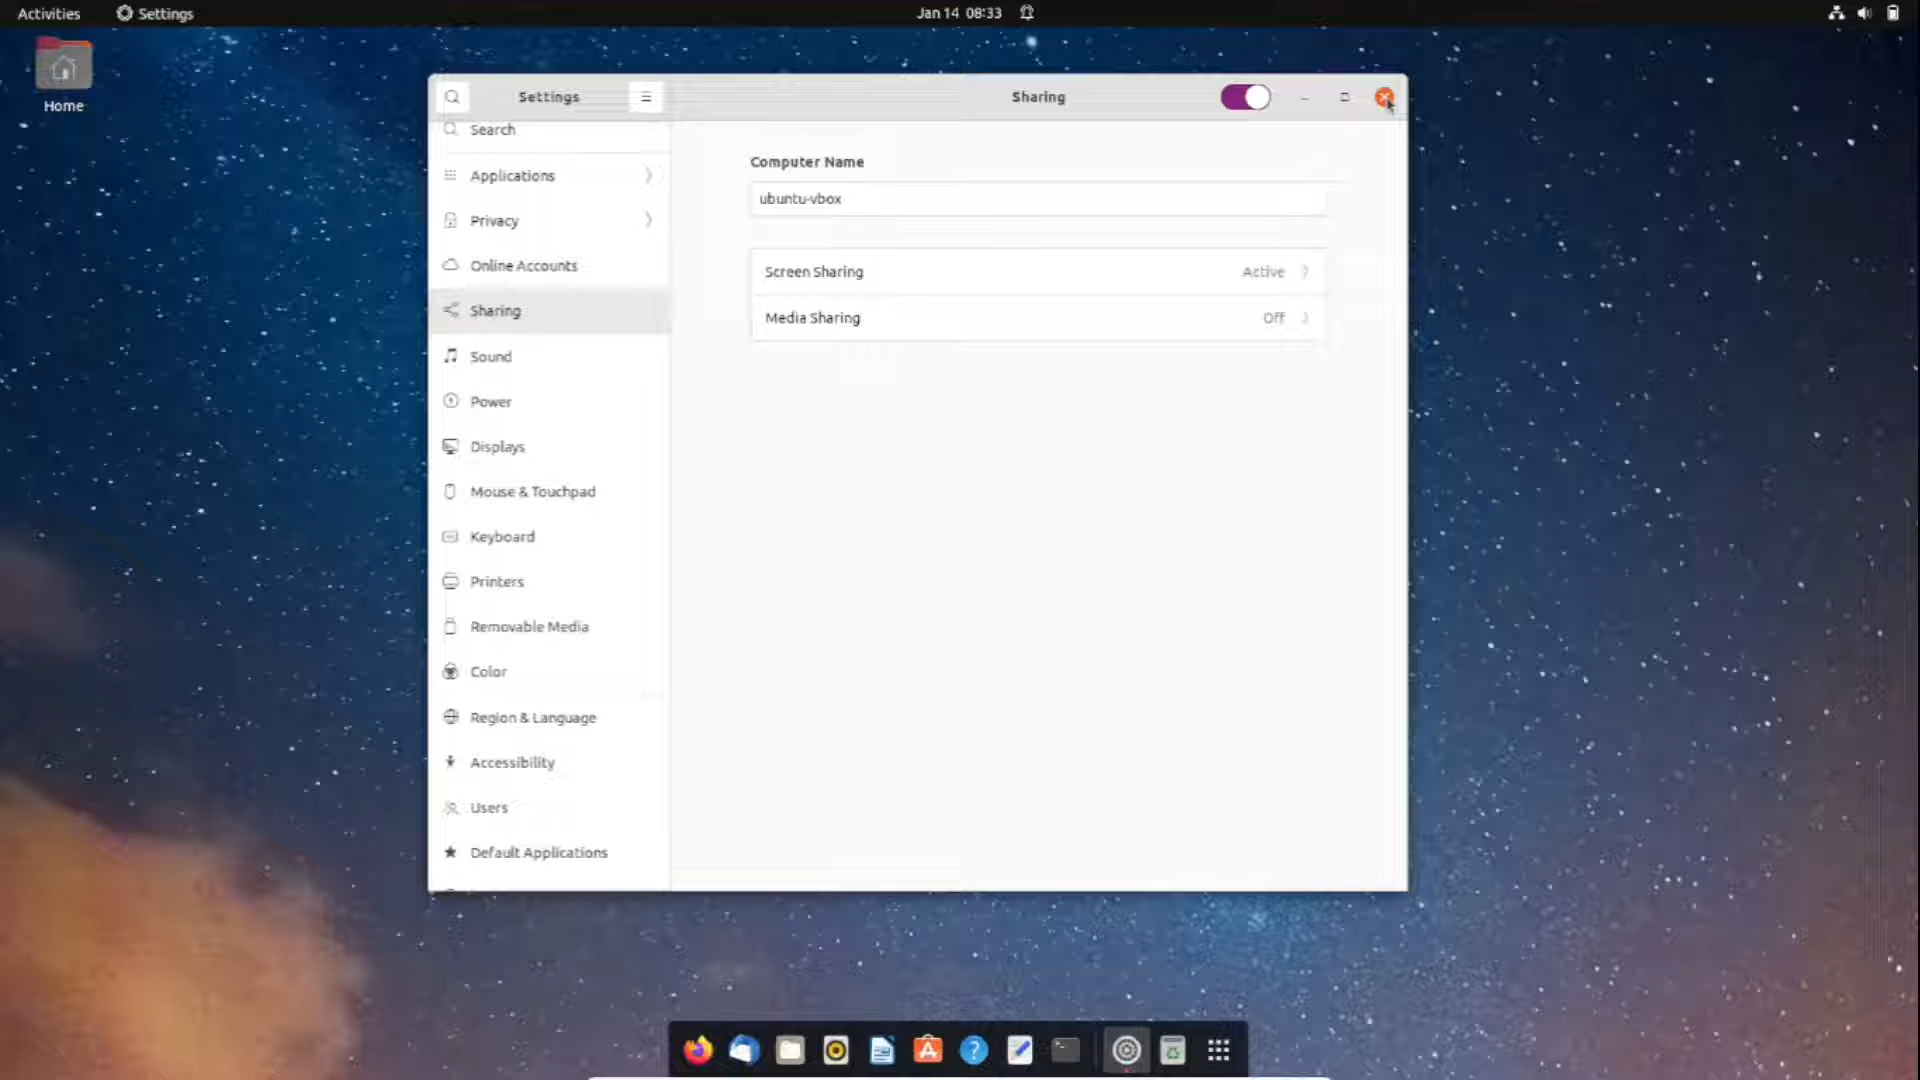 Activities
Settings
Jan 14 08:33
Home
Settings
Sharing
Search
Applications
Privacy
Online Accounts
Sharing
Sound
Power
Displays
Mouse & Touchpad
Keyboard
Printers
Removable Media
Color
Region & Language
Accessibility
Users
Default Applications
Computer Name
ubuntu-vbox
Screen Sharing Active
Media Sharing Off